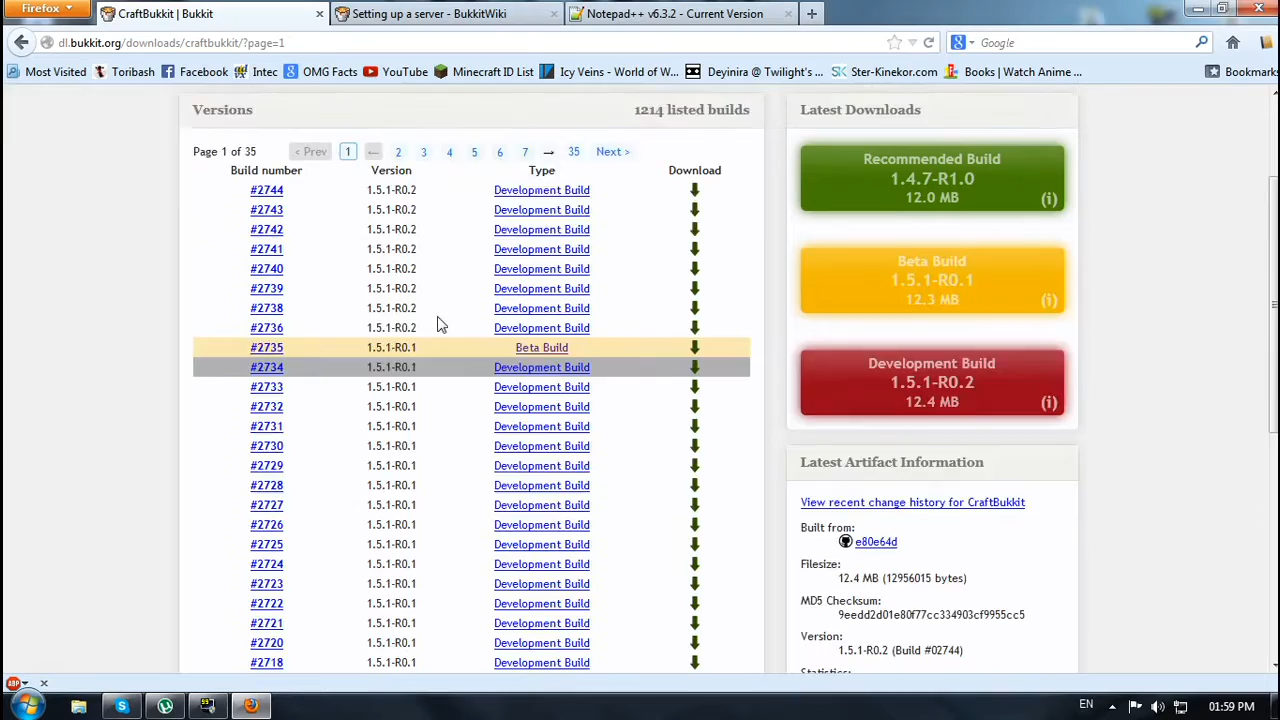 Firefox
CraftBukkit | Bukkit
Setting up a server - BukkitWiki
Notepad++ v6.3.2 - Current Version
dl.bukkit.org/downloads/craftbukkit/?page=1
Google
Most Visited Toribash Facebook Intec OMG Facts YouTube Minecraft ID List Icy Veins - World of W... Deyinira @ Twilight's ... Ster-Kinekor.com Books | Watch Anime ... Bookmarks
Versions 1214 listed builds
Page 1 of 35 < Prev 1 ← 2 3 4 5 6 7 → 35 Next >
Build number Version Type Download
#2744 1.5.1-R0.2 Development Build
#2743 1.5.1-R0.2 Development Build
#2742 1.5.1-R0.2 Development Build
#2741 1.5.1-R0.2 Development Build
#2740 1.5.1-R0.2 Development Build
#2739 1.5.1-R0.2 Development Build
#2738 1.5.1-R0.2 Development Build
#2736 1.5.1-R0.2 Development Build
#2735 1.5.1-R0.1 Beta Build
#2734 1.5.1-R0.1 Development Build
#2733 1.5.1-R0.1 Development Build
#2732 1.5.1-R0.1 Development Build
#2731 1.5.1-R0.1 Development Build
#2730 1.5.1-R0.1 Development Build
#2729 1.5.1-R0.1 Development Build
#2728 1.5.1-R0.1 Development Build
#2727 1.5.1-R0.1 Development Build
#2726 1.5.1-R0.1 Development Build
#2725 1.5.1-R0.1 Development Build
#2724 1.5.1-R0.1 Development Build
#2723 1.5.1-R0.1 Development Build
#2722 1.5.1-R0.1 Development Build
#2721 1.5.1-R0.1 Development Build
#2720 1.5.1-R0.1 Development Build
#2718 1.5.1-R0.1 Development Build
Latest Downloads
Recommended Build
1.4.7-R1.0
12.0 MB (i)
Beta Build
1.5.1-R0.1
12.3 MB (i)
Development Build
1.5.1-R0.2
12.4 MB (i)
Latest Artifact Information
View recent change history for CraftBukkit
Built from:
e80e64d
Filesize:
12.4 MB (12956015 bytes)
MD5 Checksum:
9eedd2d01e80f77cc334903cf9955cc5
Version:
1.5.1-R0.2 (Build #02744)
Statistics:
ABP
EN 01:59 PM